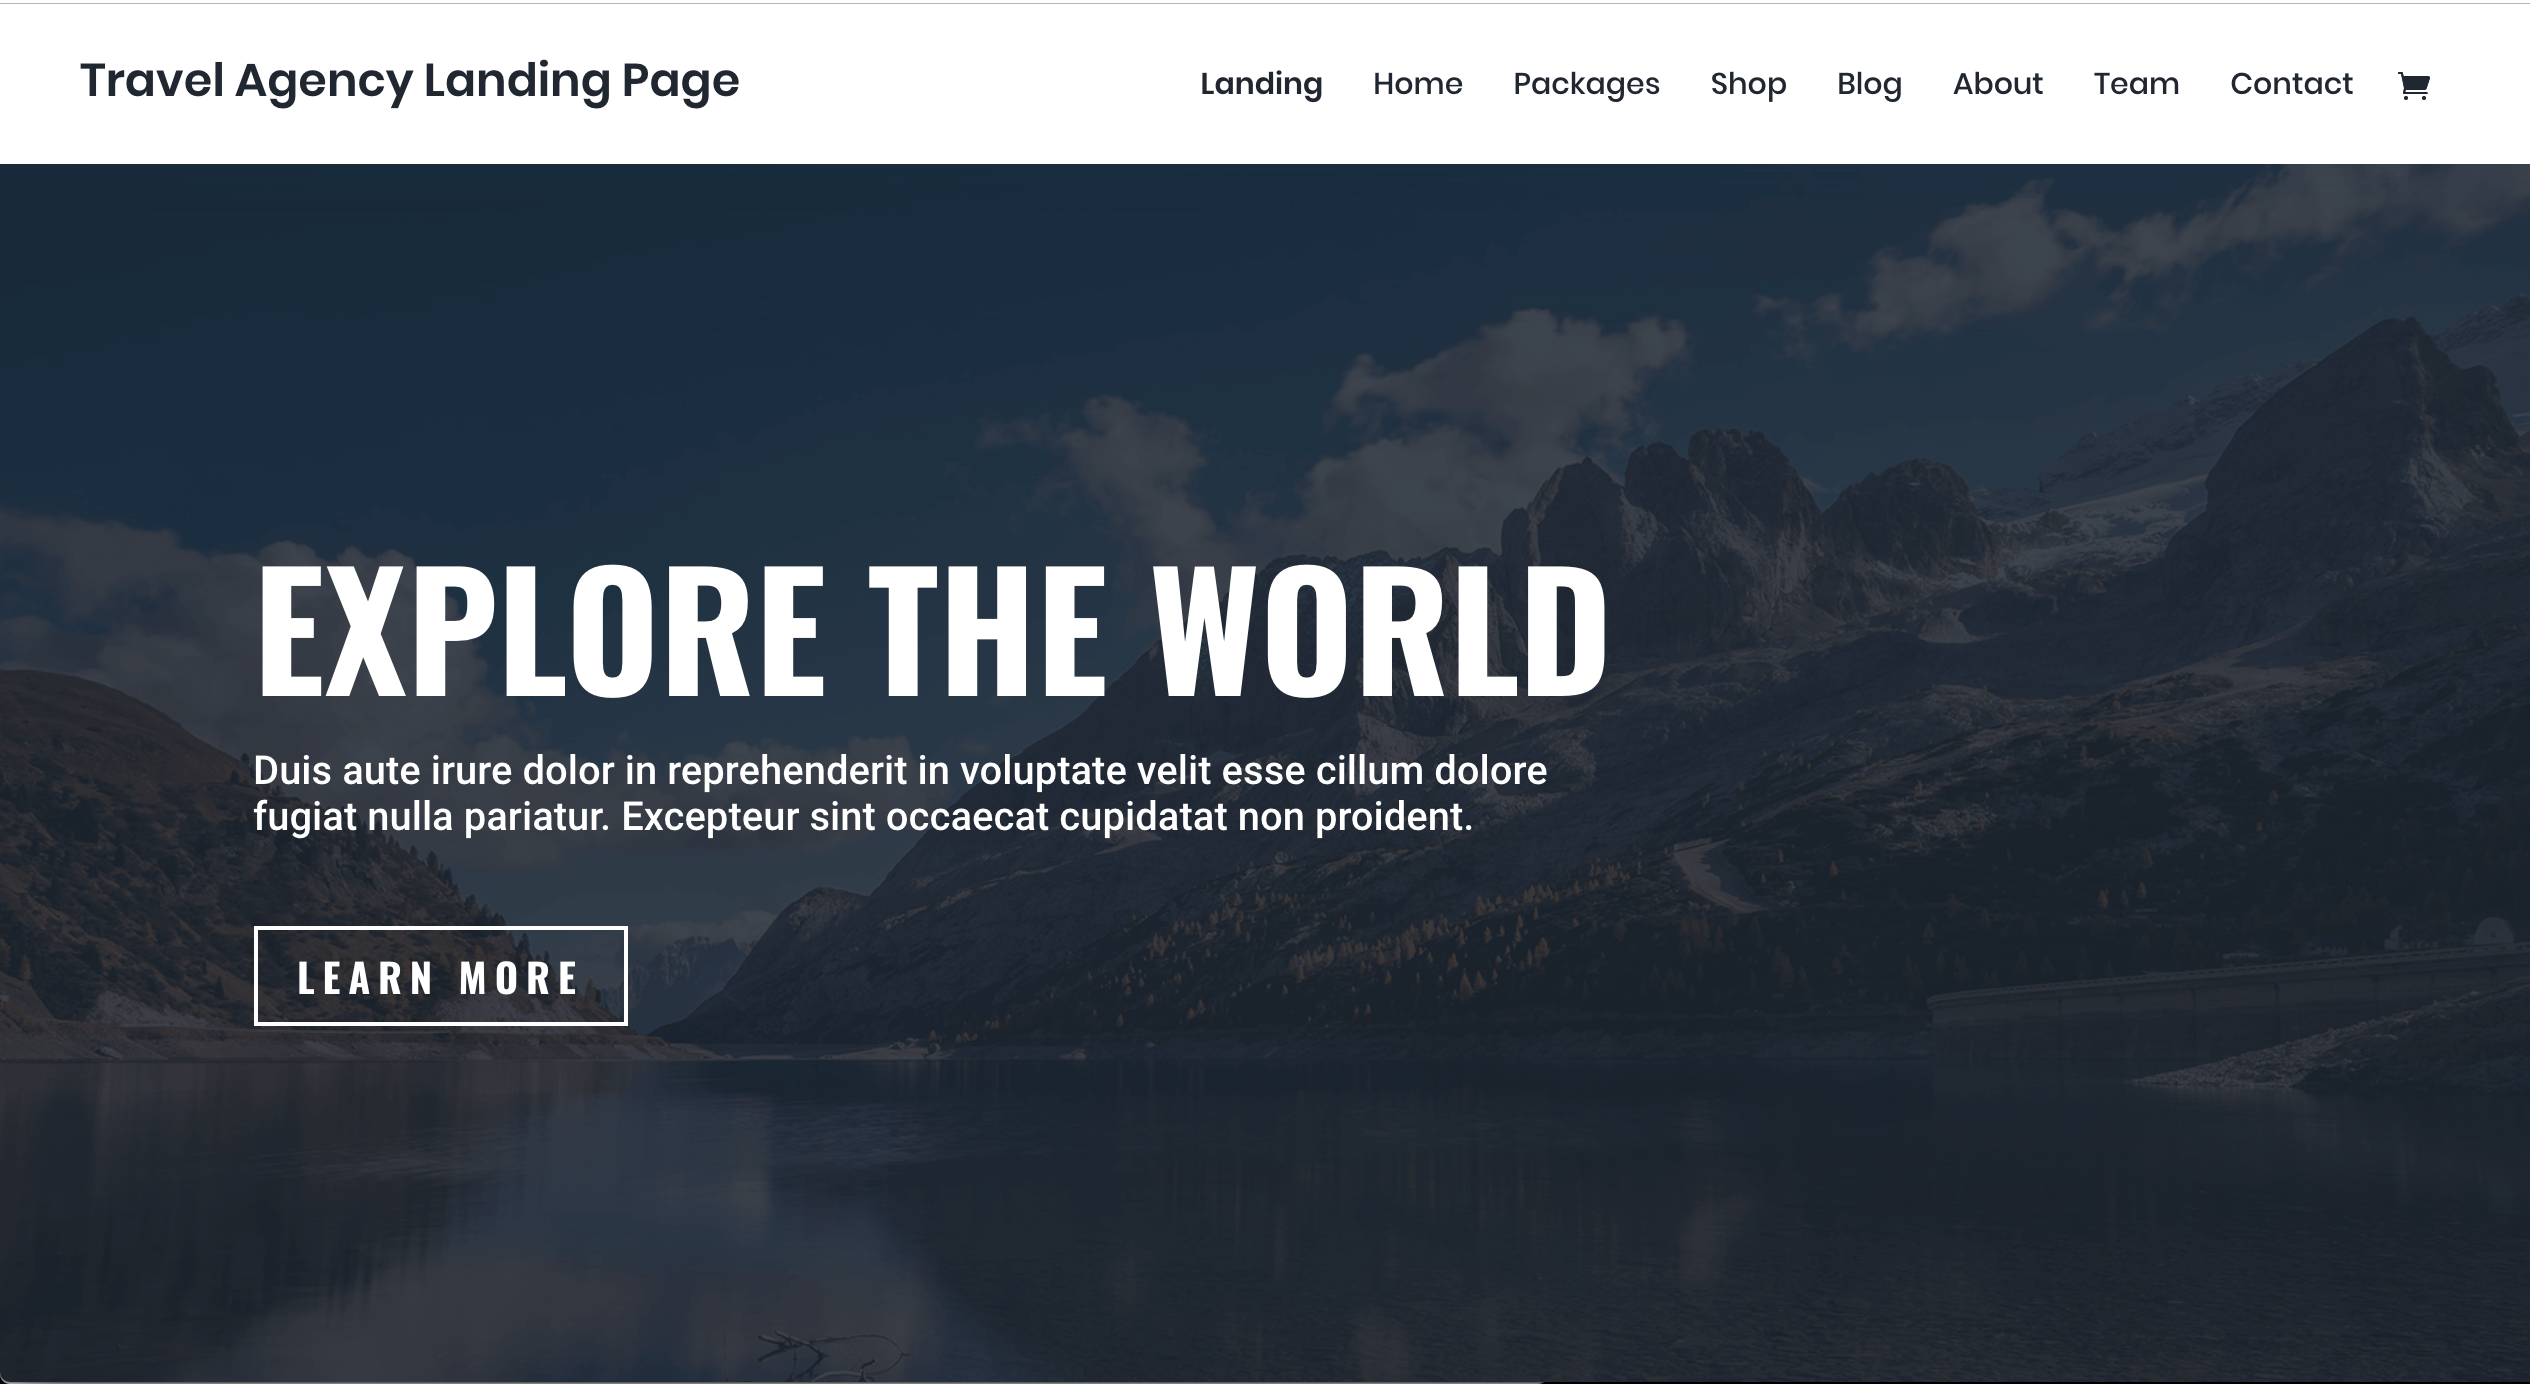 Travel Agency Landing Page
Landing Home Packages Shop Blog About Team Contact
EXPLORE THE WORLD
Duis aute irure dolor in reprehenderit in voluptate velit esse cillum dolore
fugiat nulla pariatur. Excepteur sint occaecat cupidatat non proident.
LEARN MORE